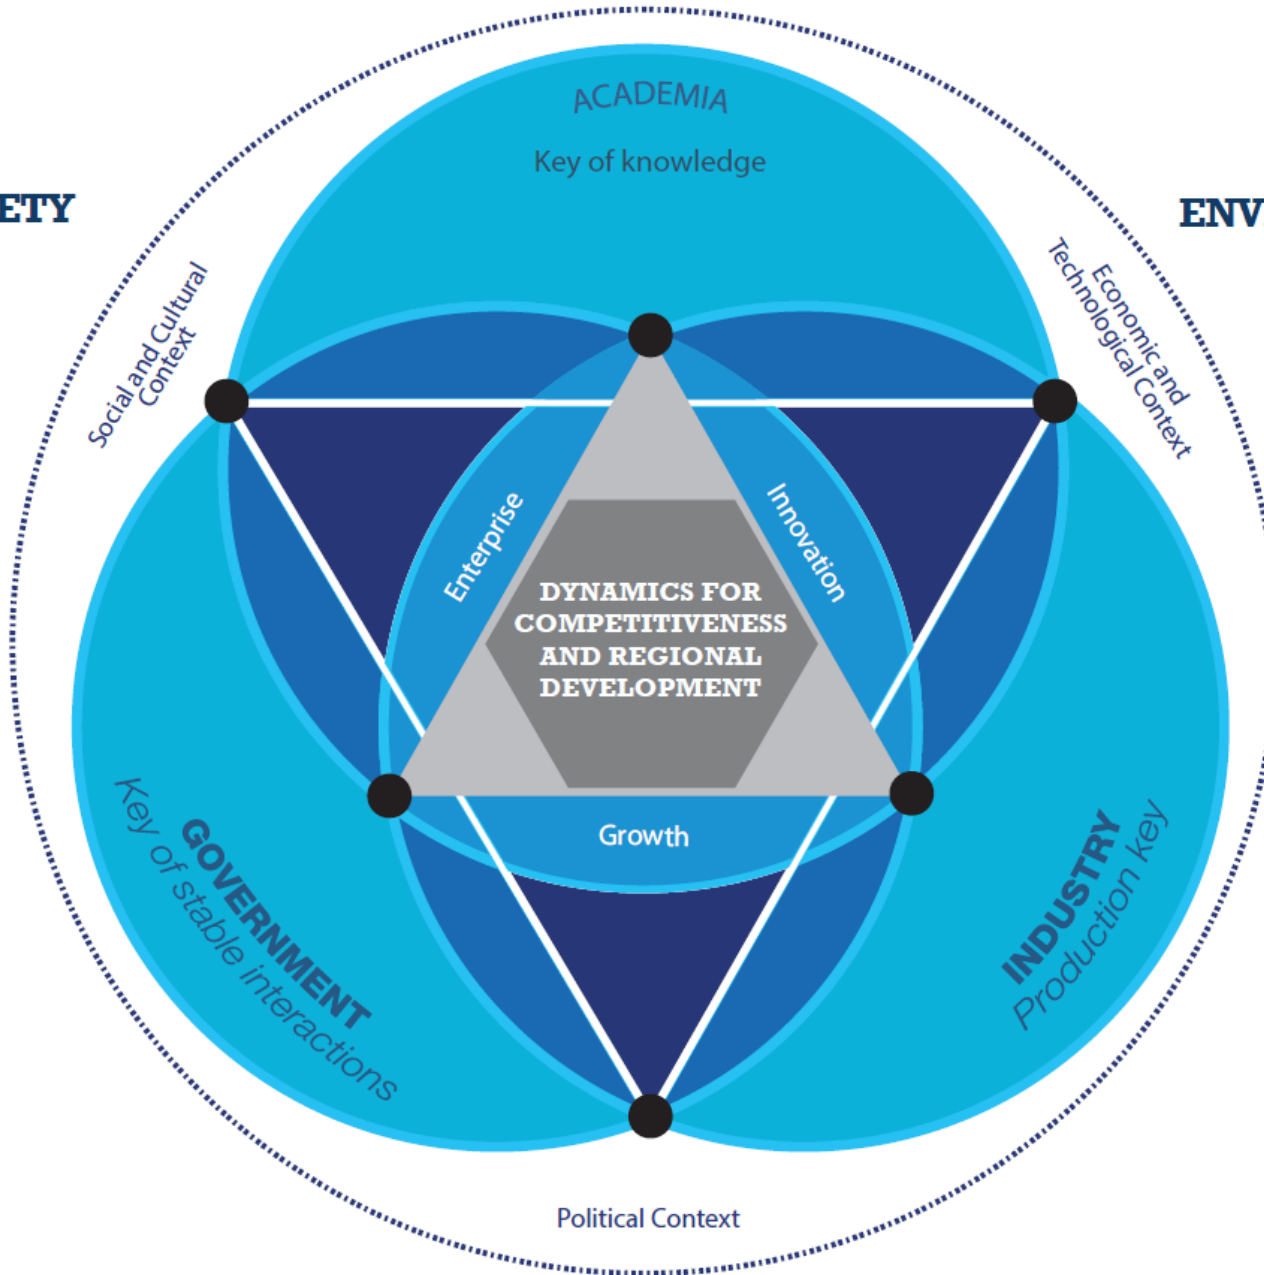 ACADEMIA
Key of knowledge
ETY
ENV
Social and Cultural
Context
Economic and
Technological Context
Enterprise
Innovation
DYNAMICS FOR
COMPETITIVENESS
AND REGIONAL
DEVELOPMENT
Growth
GOVERNMENT
Key of stable interactions
INDUSTRY
Production key
Political Context